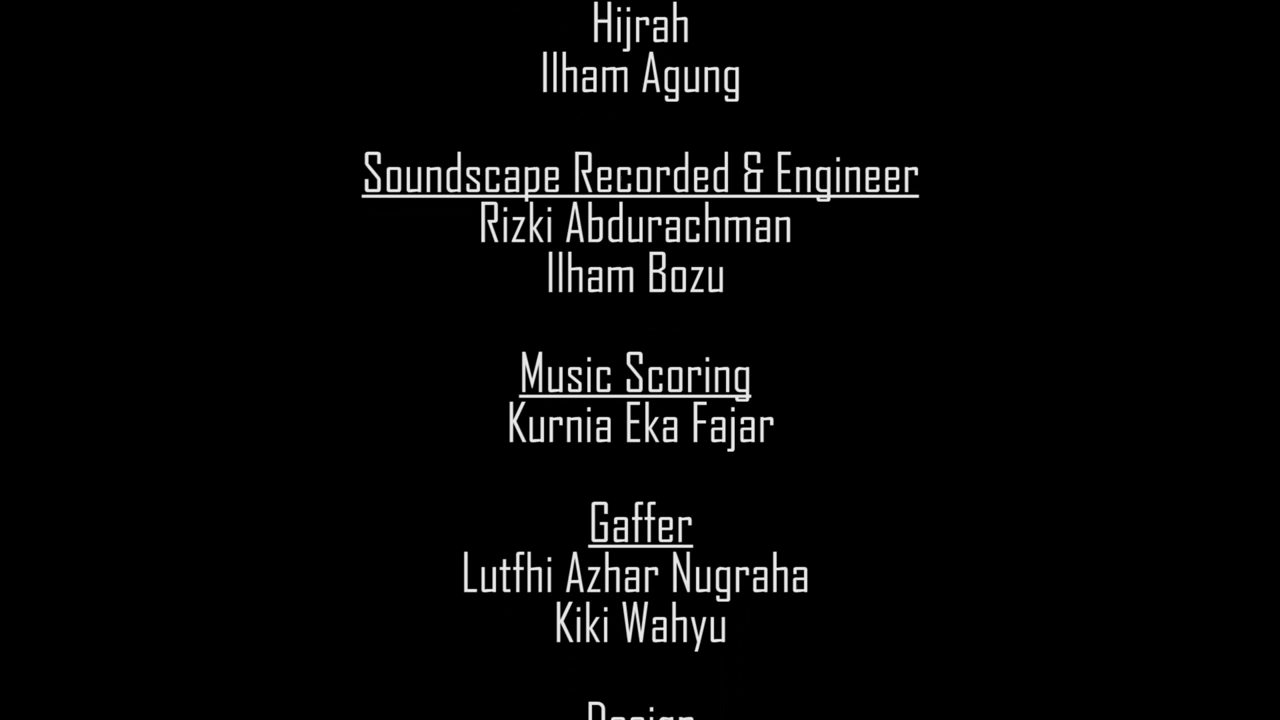 Hijrah
Ilham Agung
Soundscape Recorded & Engineer
Rizki Abdurachman
Ilham Bozu
Music Scoring
Kurnia Eka Fajar
Gaffer
Lutfhi Azhar Nugraha
Kiki Wahyu
Design